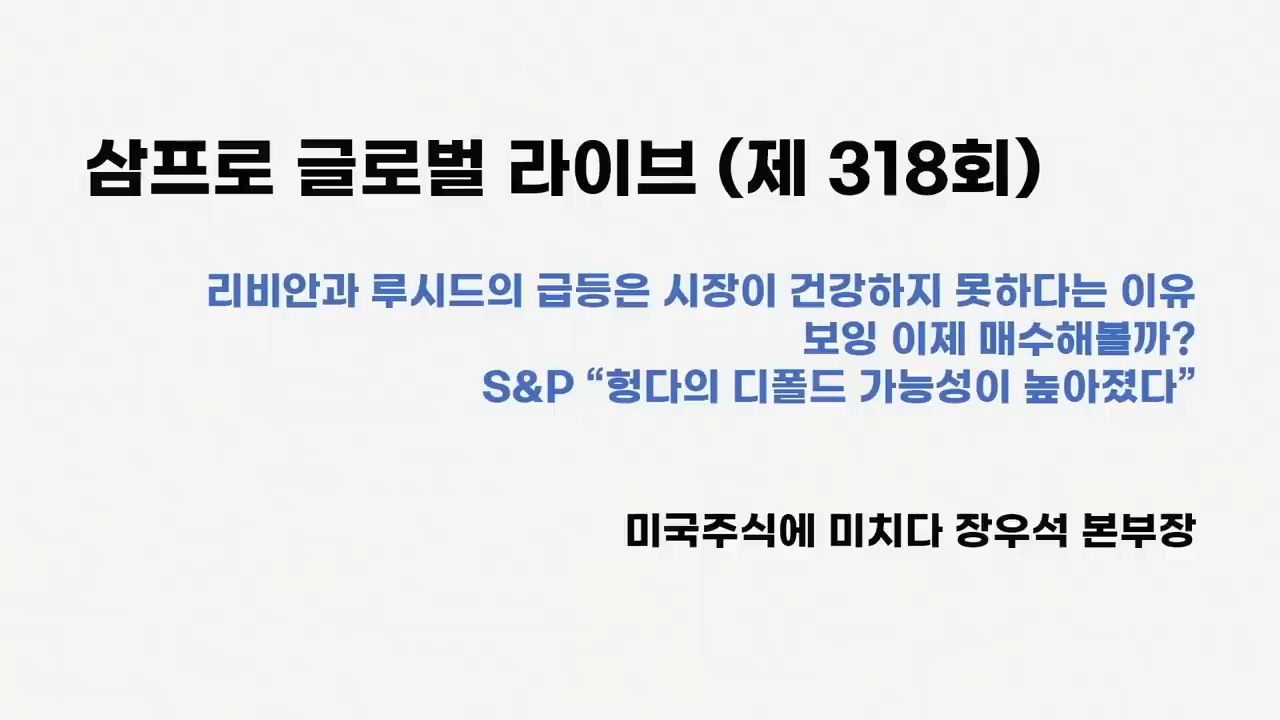 삼프로 글로벌 라이브 (제 318회)
리비안과 루시드의 급등은 시장이 건강하지 못하다는 이유
보잉 이제 매수해볼까?
S&P “헝다의 디폴드 가능성이 높아졌다”
미국주식에 미치다 장우석 본부장